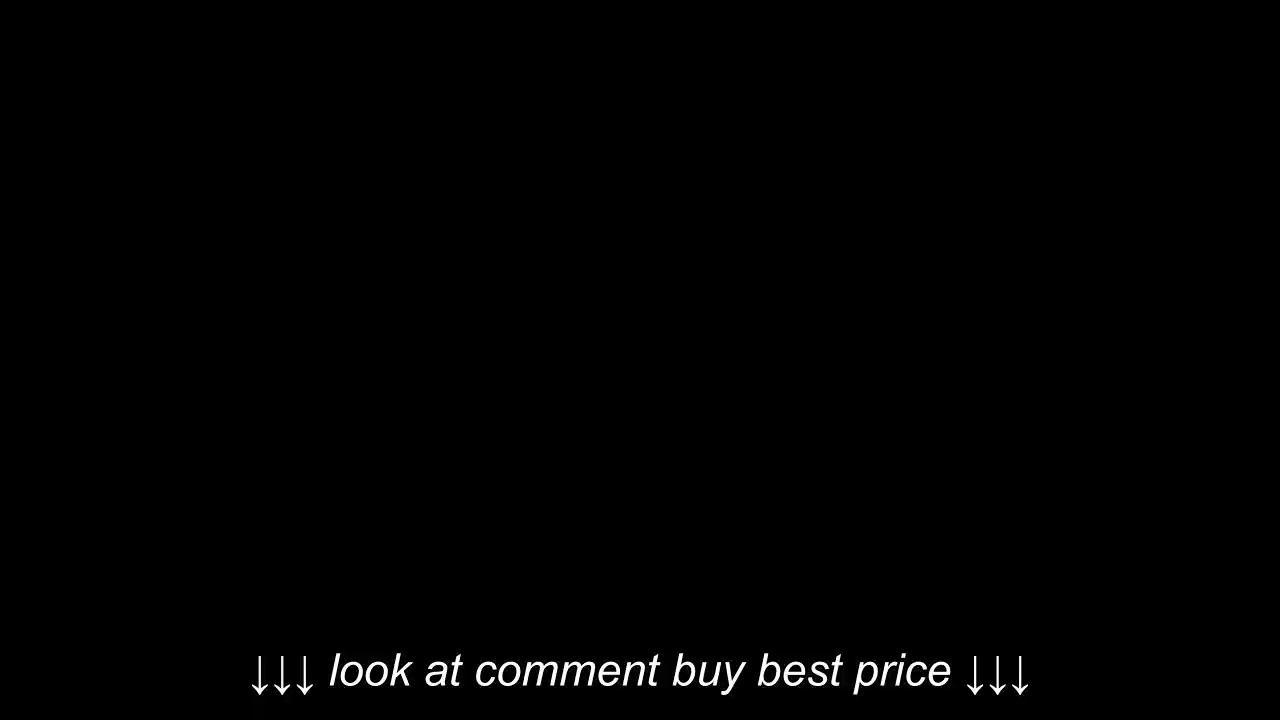 ↓↓↓ look at comment buy best price ↓↓↓